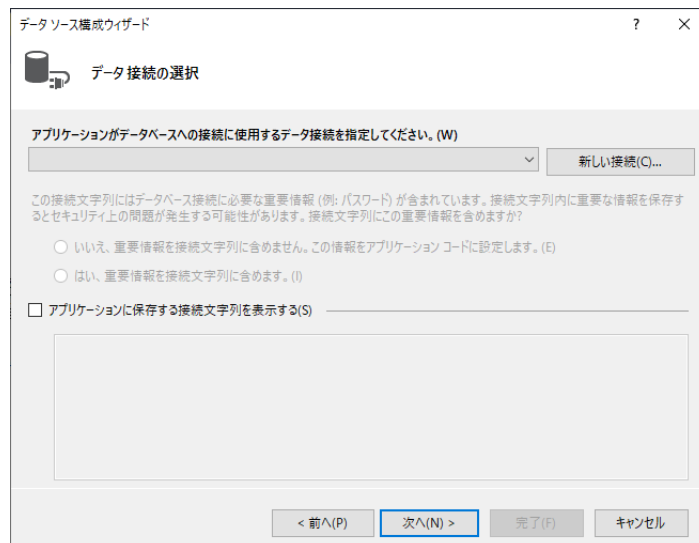 データ ソース構成ウィザード
?
データ接続の選択
アプリケーションがデータベースへの接続に使用するデータ接続を指定してください。(W)
新しい接続(C)...
この接続文字列にはデータベース接続に必要な重要情報 (例: パスワード) が含まれています。接続文字列内に重要な情報を保存す
るとセキュリティ上の問題が発生する可能性があります。接続文字列にこの重要情報を含めますか?
いいえ、重要情報を接続文字列に含めません。この情報をアプリケーション コードに設定します。(E)
はい、重要情報を接続文字列に含めます。(I)
アプリケーションに保存する接続文字列を表示する(S)
< 前へ(P)
次へ(N) >
完了(F)
キャンセル